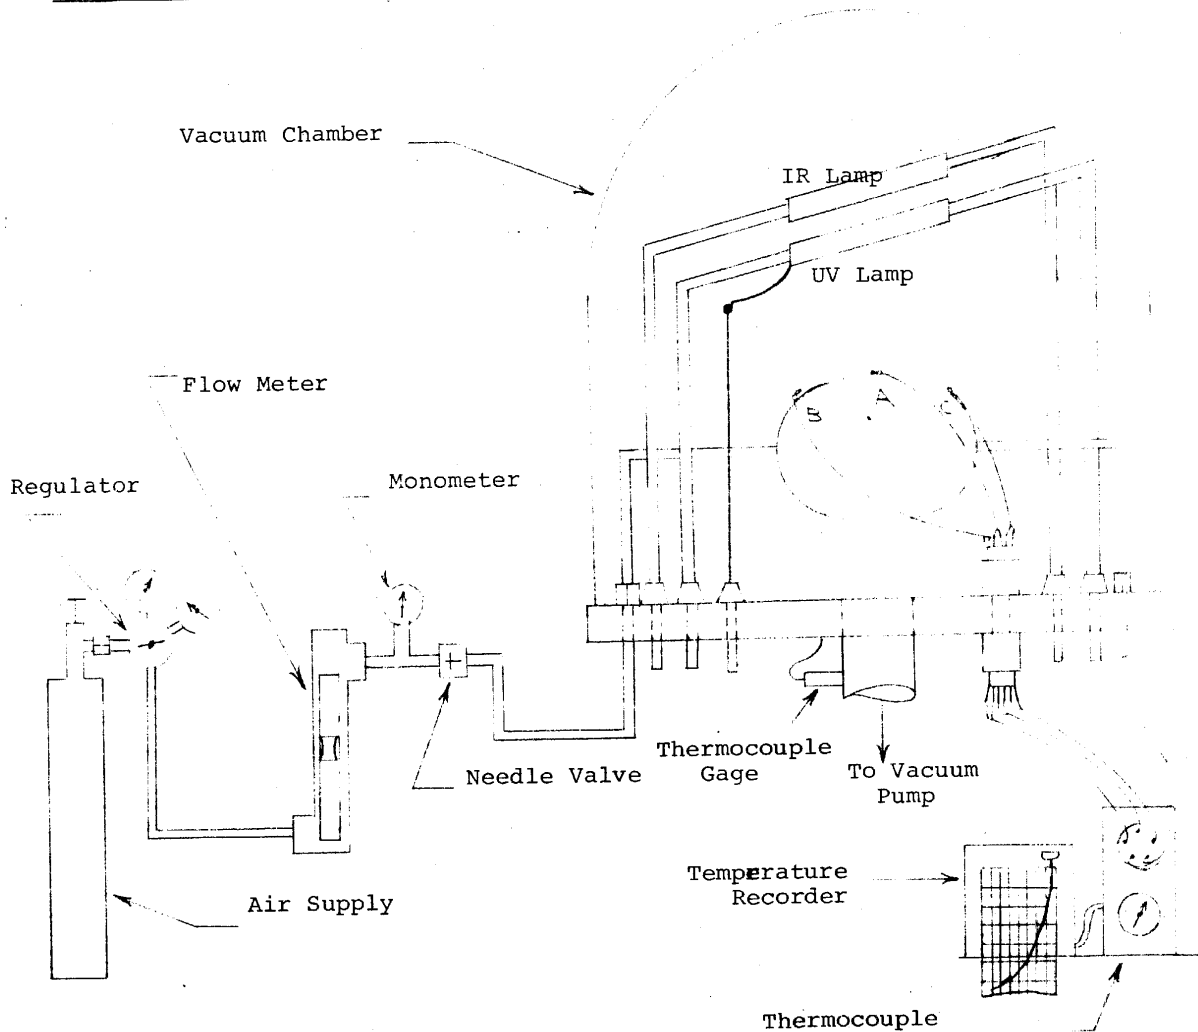 Vacuum Chamber
IR Lamp
UV Lamp
Flow Meter
B
A
C
Regulator
Monometer
Thermocouple
Gage
To Vacuum
Pump
Needle Valve
Temperature
Recorder
Air Supply
Thermocouple